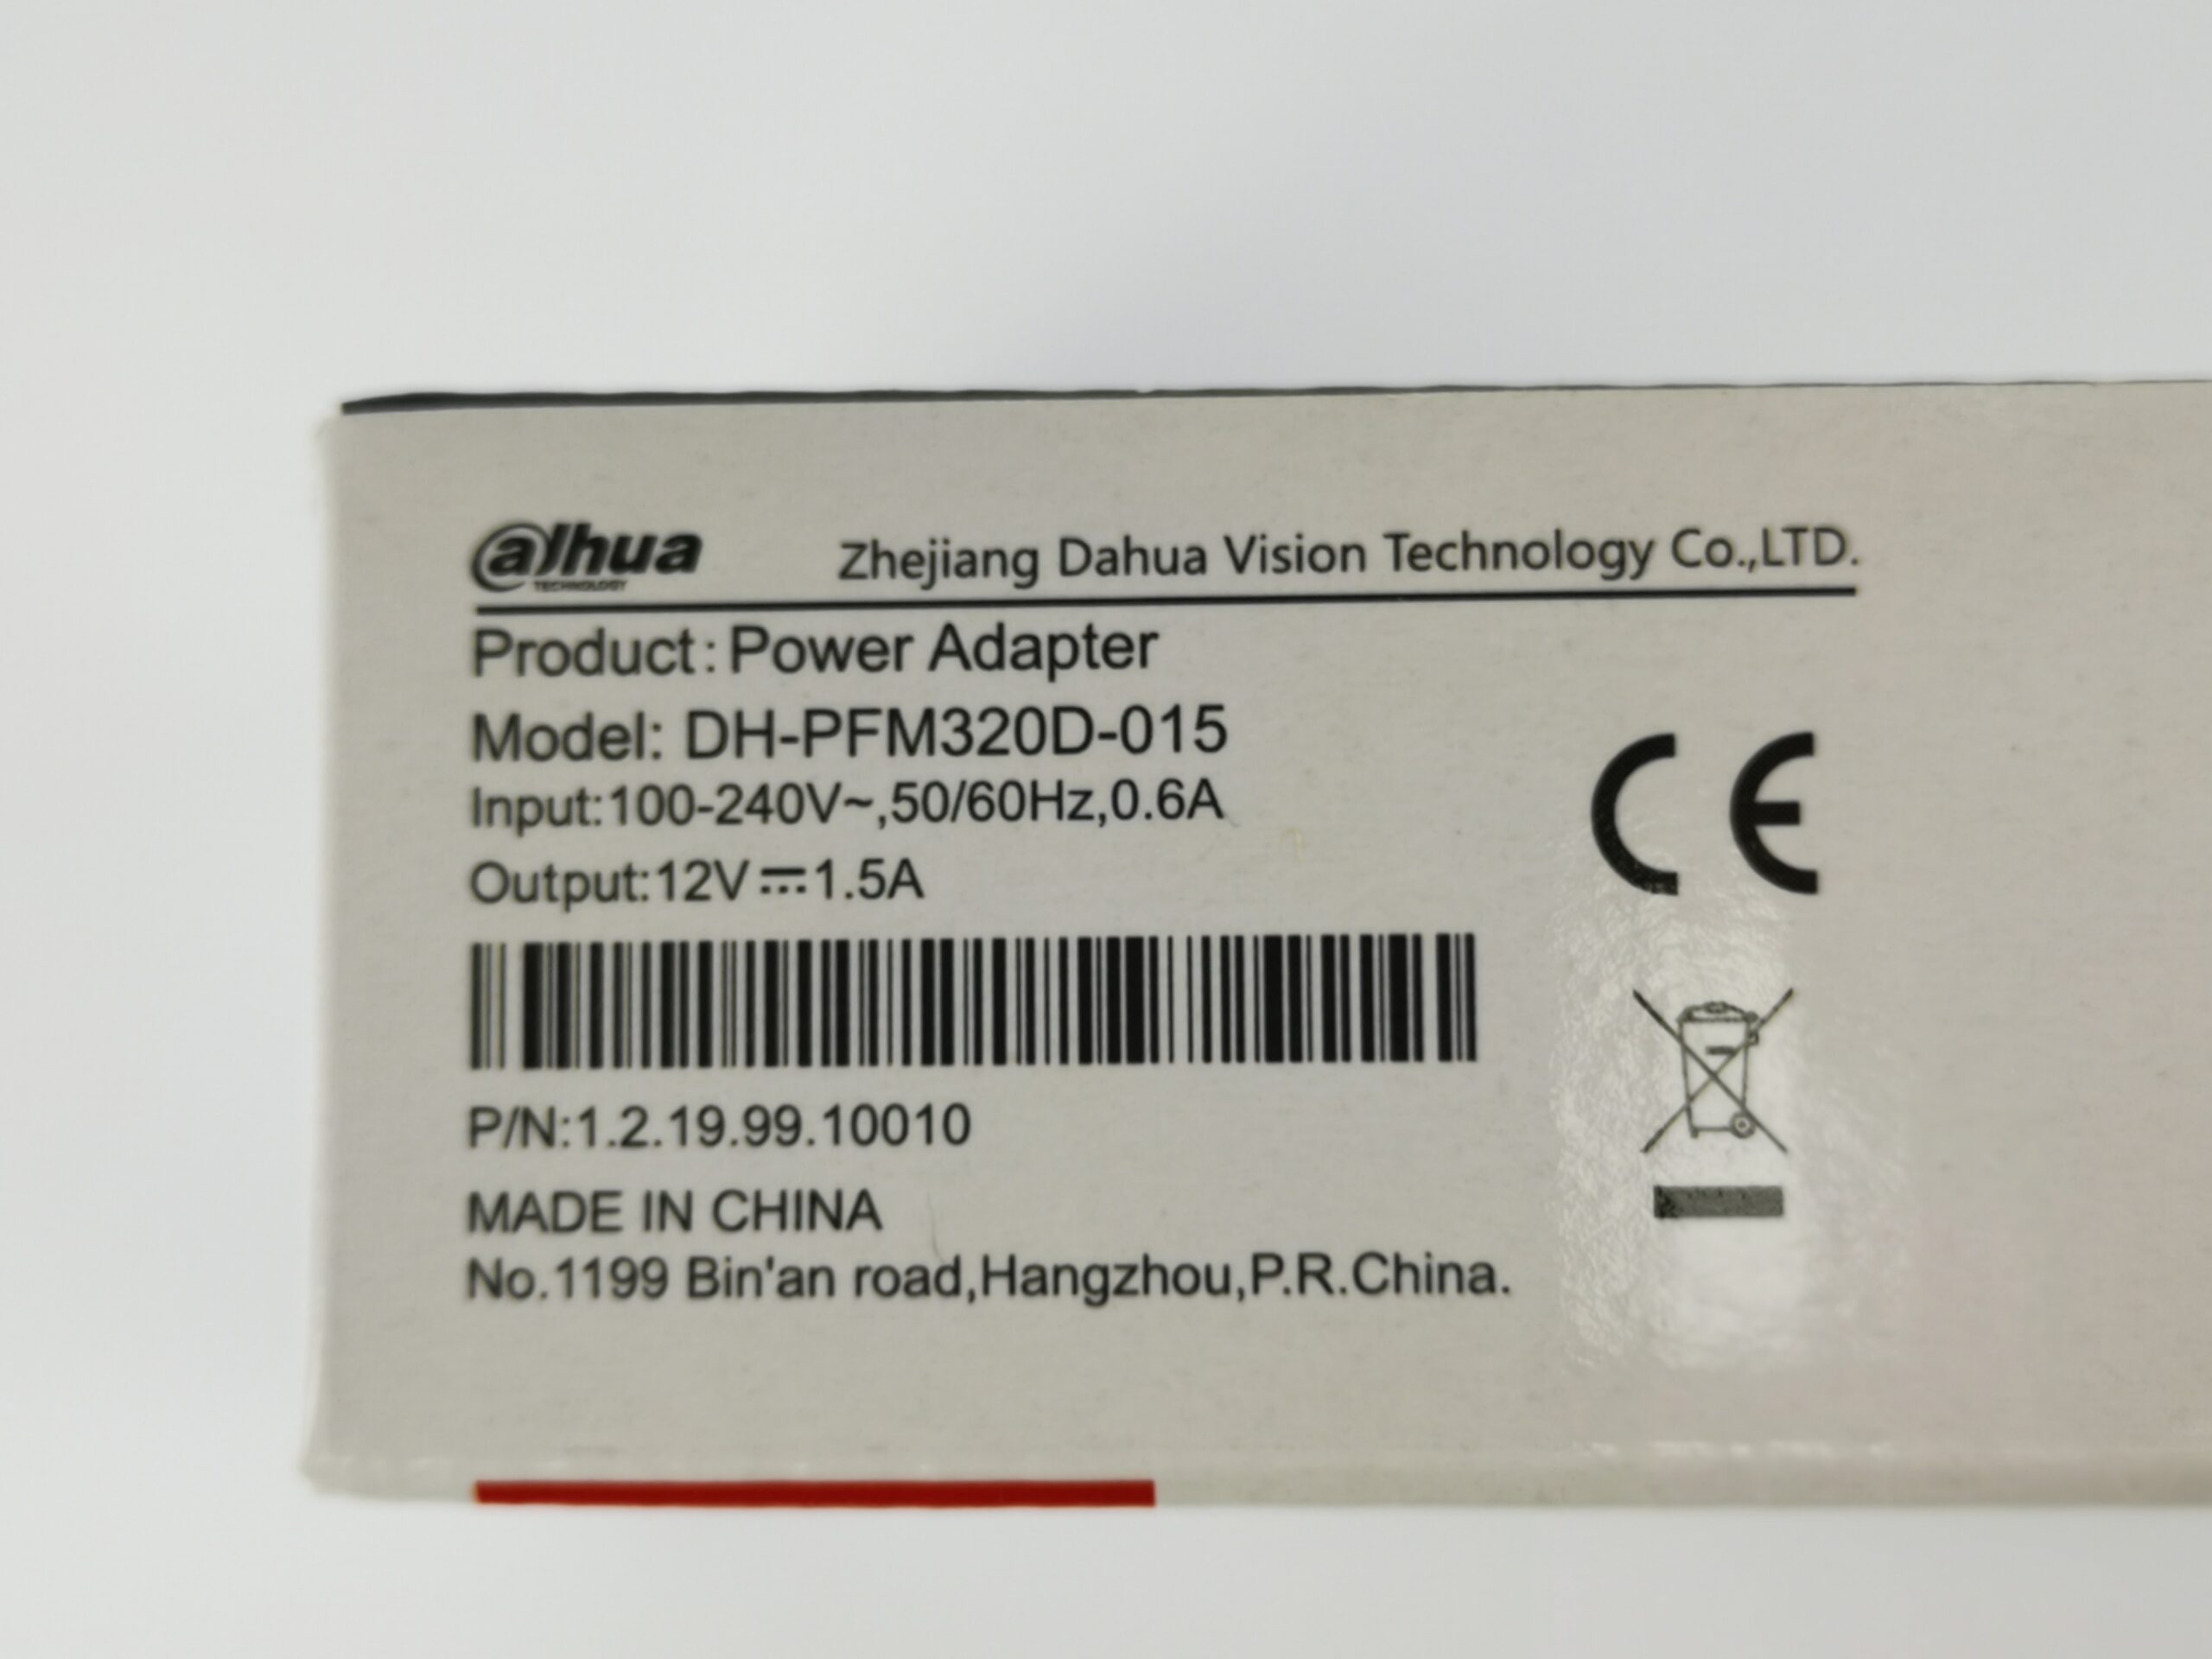 alhua TECHNOLOGY Zhejiang Dahua Vision Technology Co.,LTD.
Product: Power Adapter
Model: DH-PFM320D-015
Input:100-240V~,50/60Hz,0.6A
Output:12V⎓1.5A
CE
P/N:1.2.19.99.10010
MADE IN CHINA
No.1199 Bin'an road,Hangzhou,P.R.China.